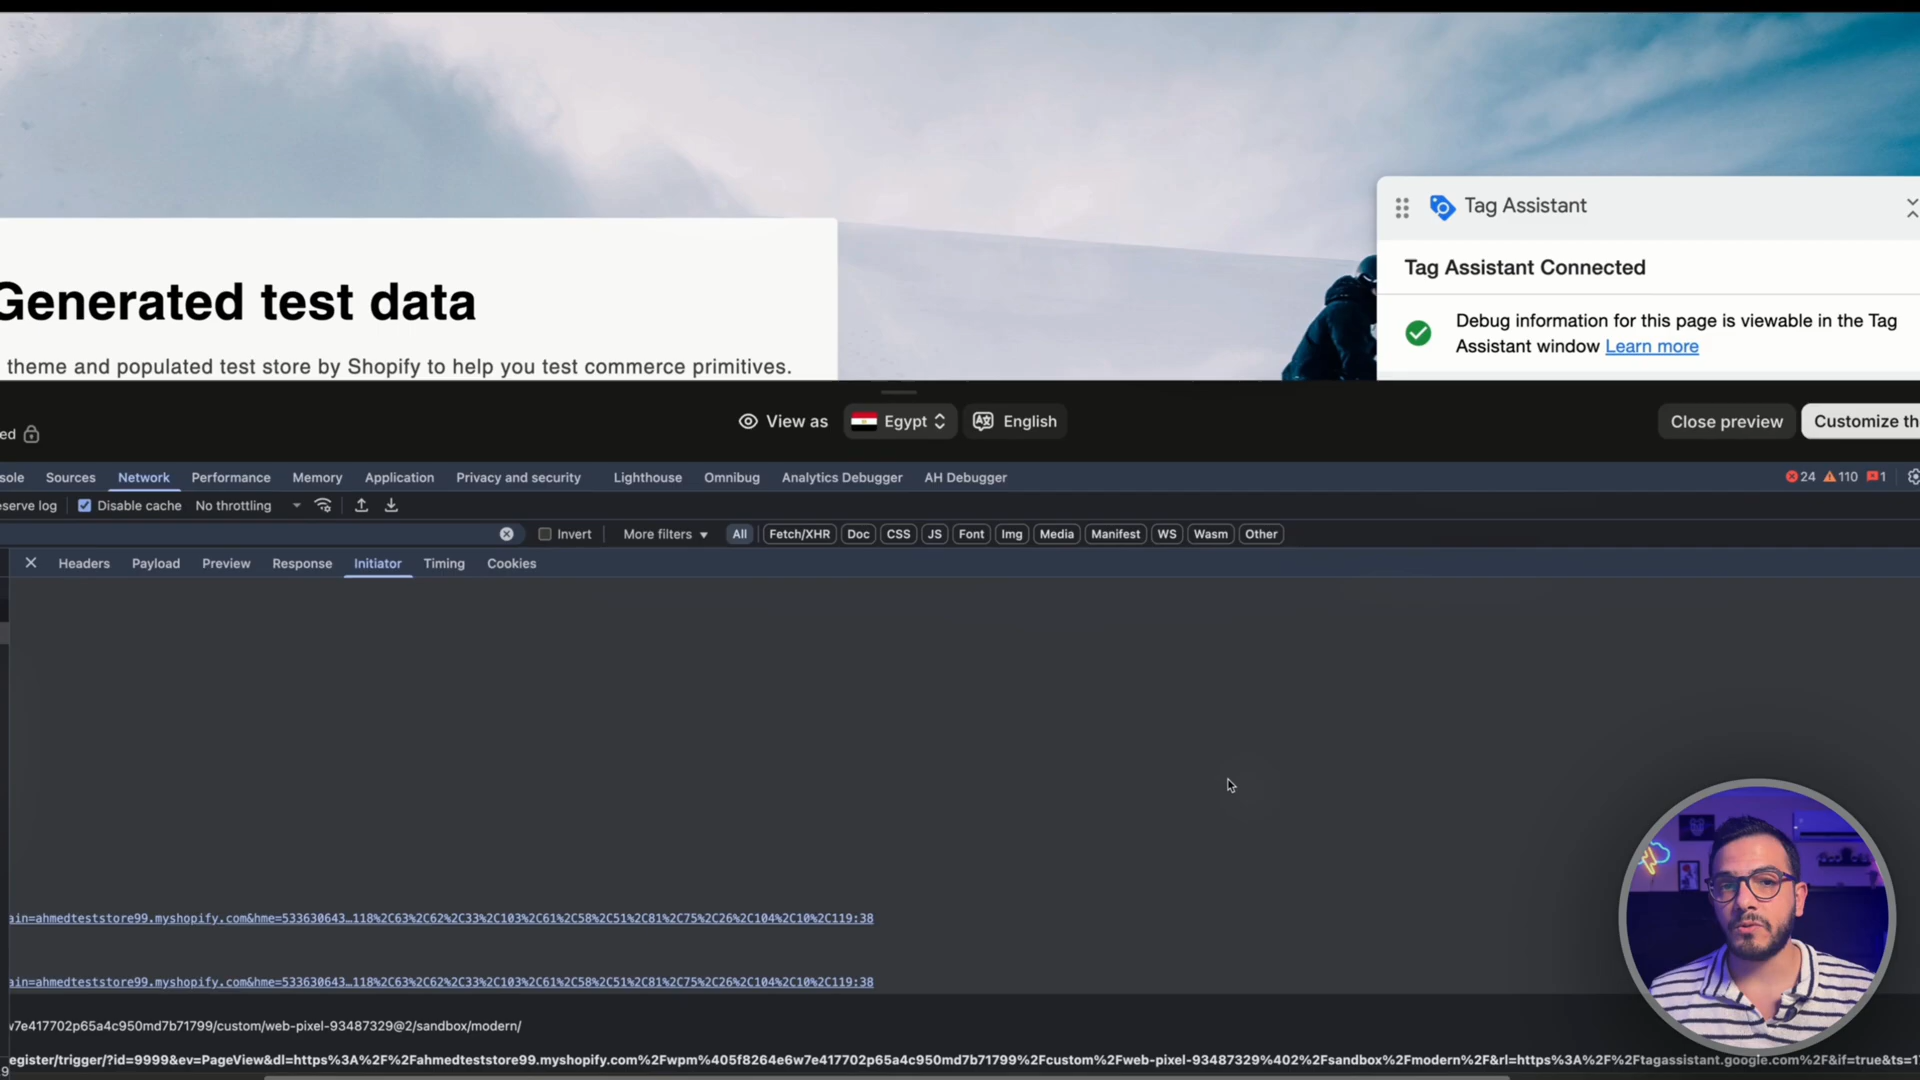 Tag Assistant
Tag Assistant Connected
Debug information for this page is viewable in the Tag
Assistant window Learn more
Generated test data
theme and populated test store by Shopify to help you test commerce primitives.
ed
View as
Egypt
English
Close preview
Customize th
sole Sources Network Performance Memory Application Privacy and security Lighthouse Omnibug Analytics Debugger AH Debugger 24 110 1
eserve log Disable cache No throttling
Invert More filters All Fetch/XHR Doc CSS JS Font Img Media Manifest WS Wasm Other
Headers Payload Preview Response Initiator Timing Cookies
ain=ahmedteststore99.myshopify.com&hme=533630643…118%2C63%2C62%2C33%2C103%2C61%2C58%2C51%2C81%2C75%2C26%2C104%2C10%2C119:38
ain=ahmedteststore99.myshopify.com&hme=533630643…118%2C63%2C62%2C33%2C103%2C61%2C58%2C51%2C81%2C75%2C26%2C104%2C10%2C119:38
w7e417702p65a4c950md7b71799/custom/web-pixel-93487329@2/sandbox/modern/
egister/trigger/?id=9999&ev=PageView&dl=https%3A%2F%2Fahmedteststore99.myshopify.com%2Fwpm%405f8264e6w7e417702p65a4c950md7b71799%2Fcustom%2Fweb-pixel-93487329%402%2Fsandbox%2Fmodern%2F&rl=https%3A%2F%2Ftagassistant.google.com%2F&if=true&ts=1
9